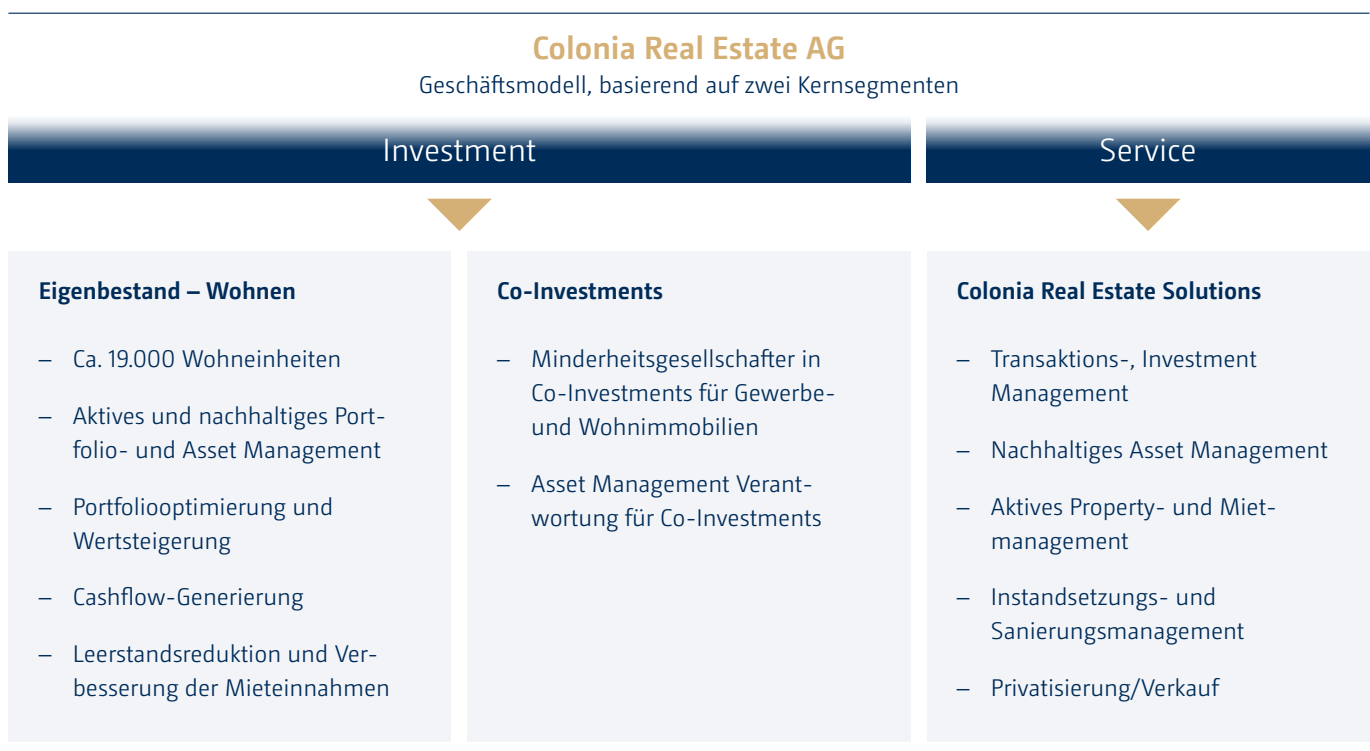 Colonia Real Estate AG
Geschäftsmodell, basierend auf zwei Kernsegmenten
Investment
Service
Eigenbestand – Wohnen
– Ca. 19.000 Wohneinheiten
– Aktives und nachhaltiges Port-
folio- und Asset Management
– Portfoliooptimierung und
Wertsteigerung
– Cashflow-Generierung
– Leerstandsreduktion und Ver-
besserung der Mieteinnahmen
Co-Investments
– Minderheitsgesellschafter in
Co-Investments für Gewerbe-
und Wohnimmobilien
– Asset Management Verant-
wortung für Co-Investments
Colonia Real Estate Solutions
– Transaktions-, Investment
Management
– Nachhaltiges Asset Management
– Aktives Property- und Miet-
management
– Instandsetzungs- und
Sanierungsmanagement
– Privatisierung/Verkauf